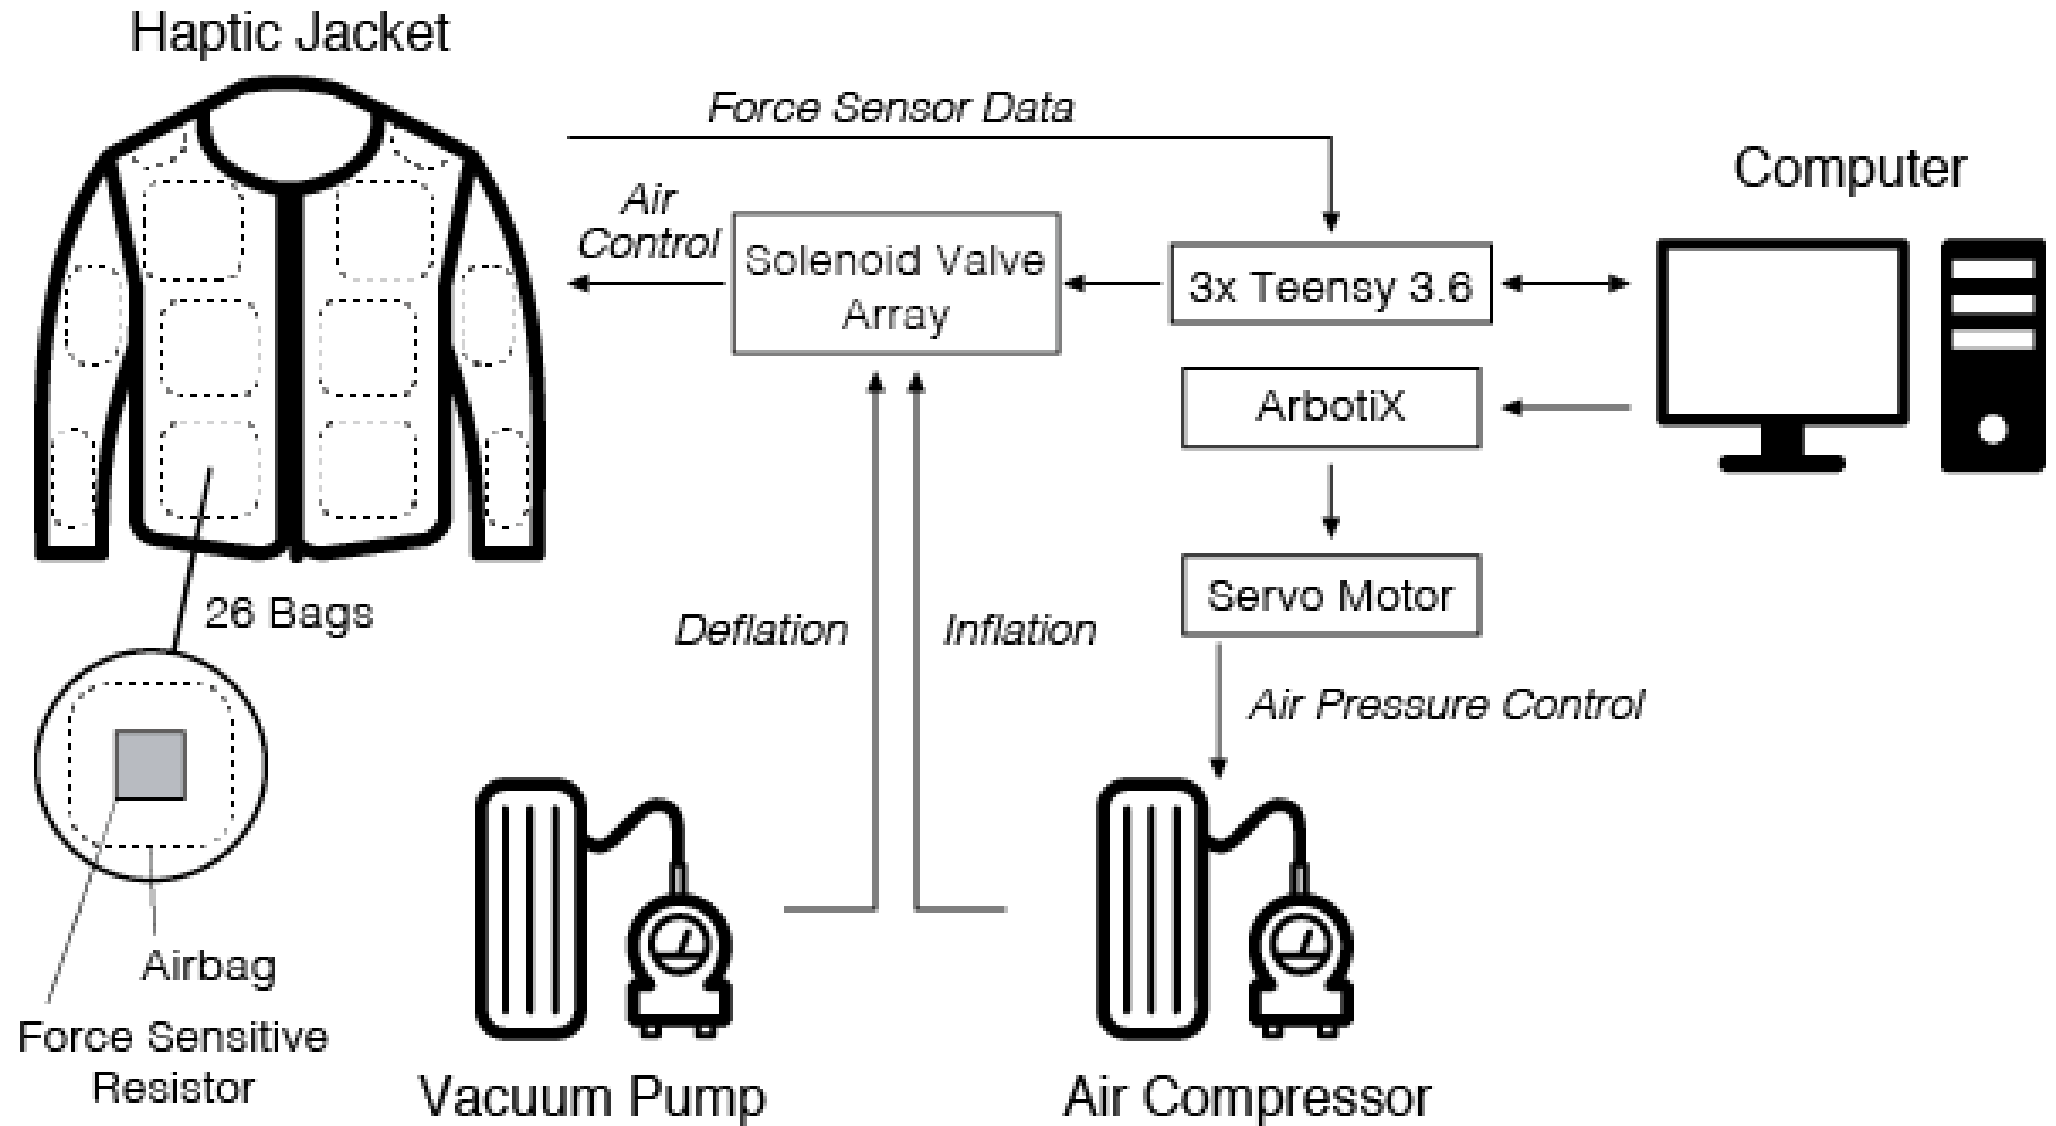 Haptic Jacket
Force Sensor Data
Computer
Air
Control
Solenoid Valve
Array
3x Teensy 3.6
ArbotiX
Servo Motor
26 Bags
Deflation
Inflation
Air Pressure Control
Airbag
Force Sensitive
Resistor
Vacuum Pump
Air Compressor